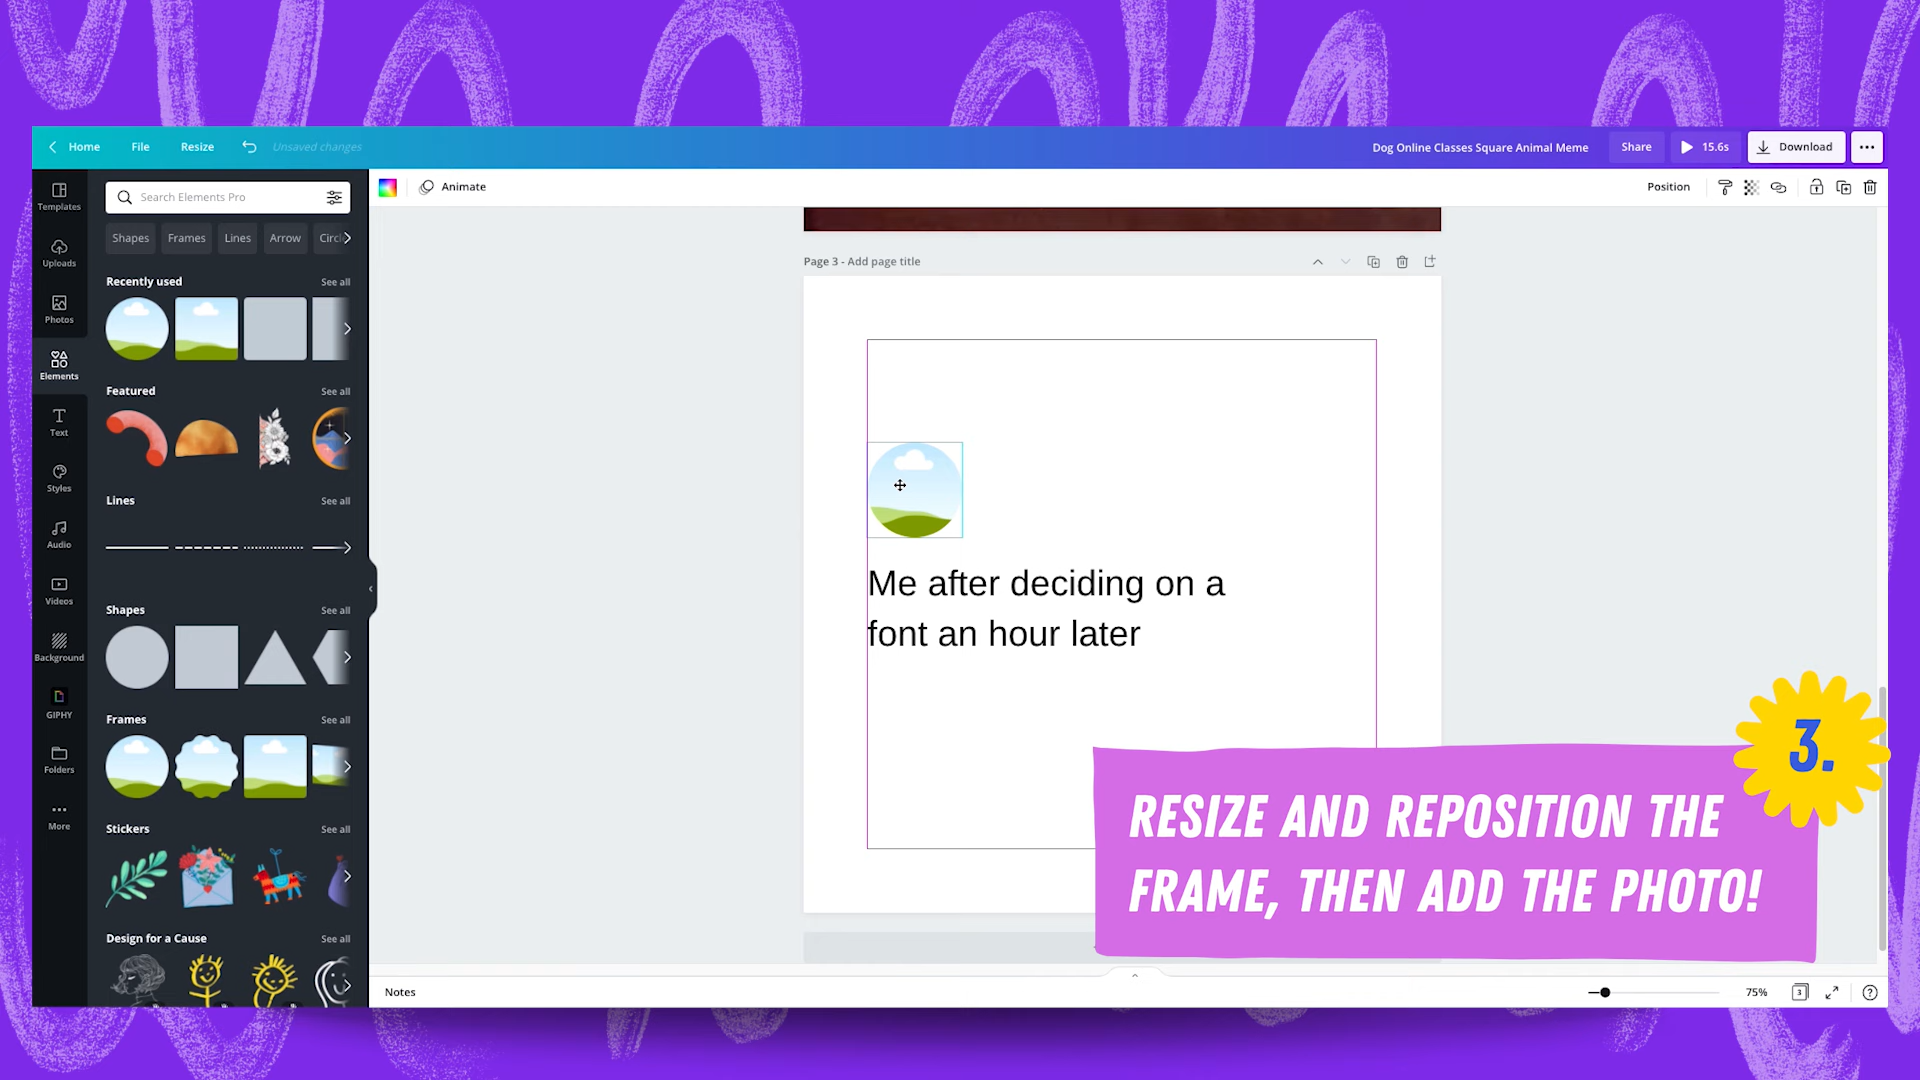 Home
File
Resize
Unsaved changes
Dog Online Classes Square Animal Meme
Share
15.6s
Download
Templates
Uploads
Photos
Elements
Text
Styles
Audio
Videos
Background
GIPHY
Folders
More
Search Elements Pro
Shapes
Frames
Lines
Arrow
Recently used
See all
Featured
See all
Lines
See all
Shapes
See all
Frames
See all
Stickers
See all
Design for a Cause
See all
Animate
Position
Page 3 - Add page title
Me after deciding on a
font an hour later
3.
RESIZE AND REPOSITION THE
FRAME, THEN ADD THE PHOTO!
Notes
75%
3